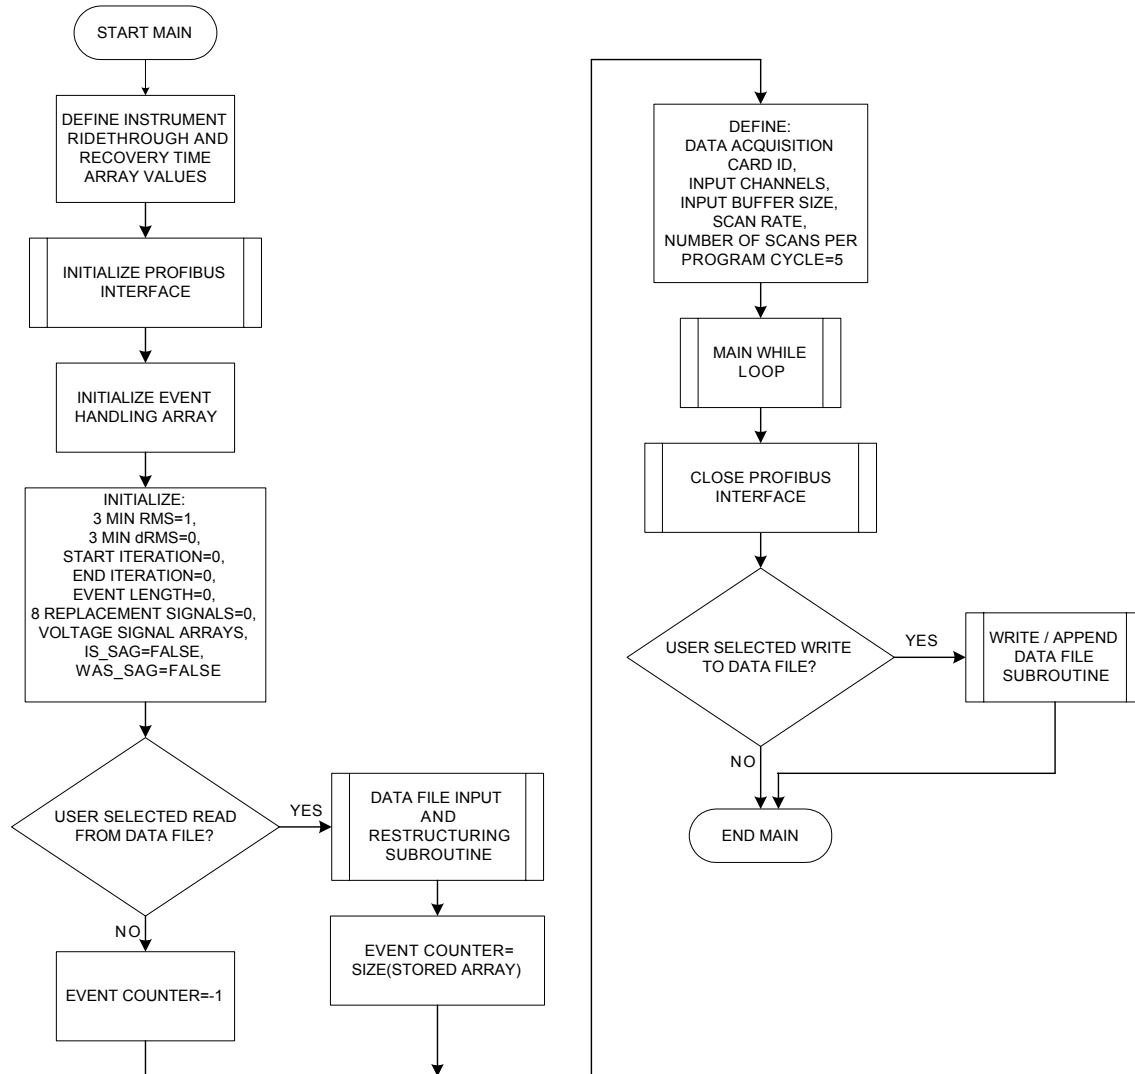 START MAIN
DEFINE INSTRUMENT
RIDETHROUGH AND
RECOVERY TIME
ARRAY VALUES
INITIALIZE PROFIBUS
INTERFACE
INITIALIZE EVENT
HANDLING ARRAY
INITIALIZE:
3 MIN RMS=1,
3 MIN dRMS=0,
START ITERATION=0,
END ITERATION=0,
EVENT LENGTH=0,
8 REPLACEMENT SIGNALS=0,
VOLTAGE SIGNAL ARRAYS,
IS_SAG=FALSE,
WAS_SAG=FALSE
USER SELECTED READ
FROM DATA FILE?
YES
DATA FILE INPUT
AND
RESTRUCTURING
SUBROUTINE
NO
EVENT COUNTER=-1
EVENT COUNTER=
SIZE(STORED ARRAY)
DEFINE:
DATA ACQUISITION
CARD ID,
INPUT CHANNELS,
INPUT BUFFER SIZE,
SCAN RATE,
NUMBER OF SCANS PER
PROGRAM CYCLE=5
MAIN WHILE
LOOP
CLOSE PROFIBUS
INTERFACE
USER SELECTED WRITE
TO DATA FILE?
YES
WRITE / APPEND
DATA FILE
SUBROUTINE
NO
END MAIN